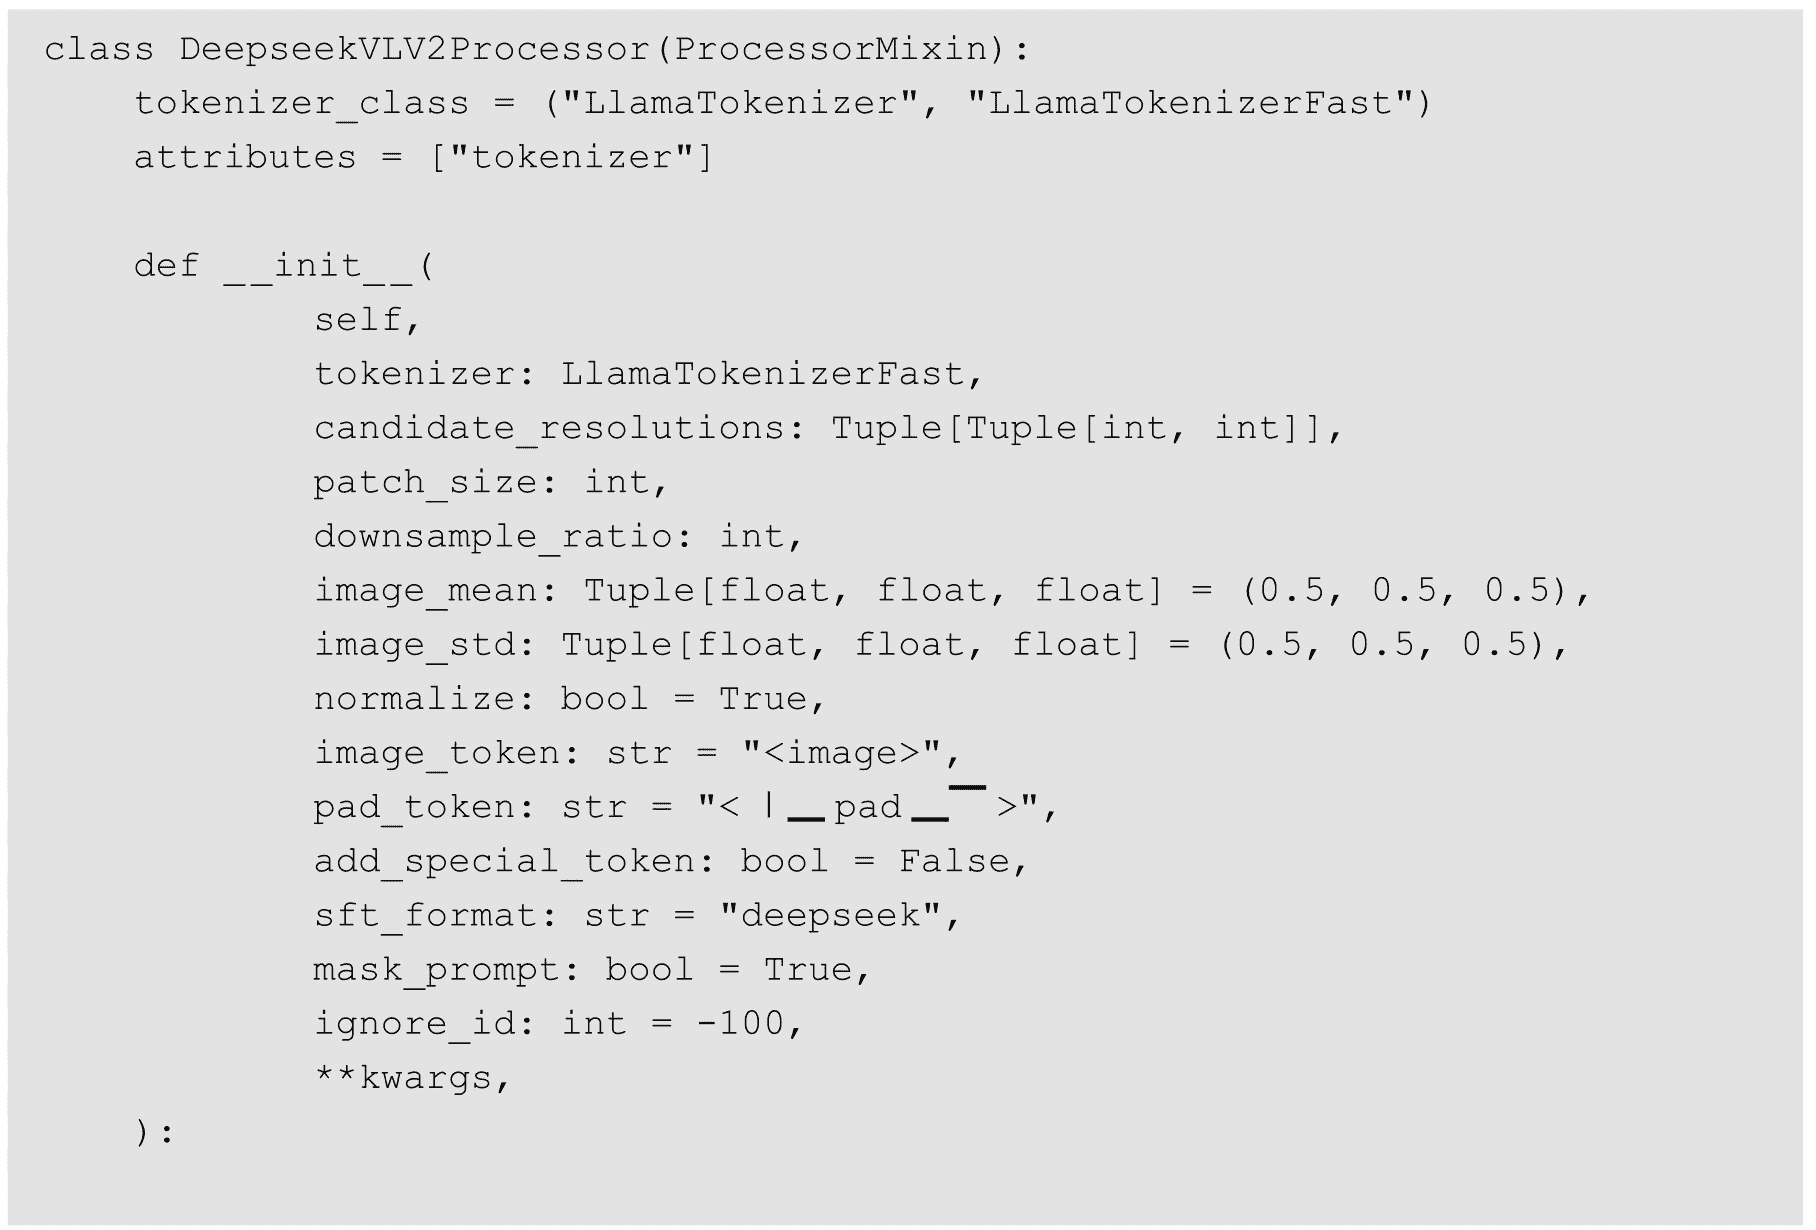 class DeepseekVLV2Processor(ProcessorMixin):
    tokenizer_class = ("LlamaTokenizer", "LlamaTokenizerFast")
    attributes = ["tokenizer"]

    def __init__(
            self,
            tokenizer: LlamaTokenizerFast,
            candidate_resolutions: Tuple[Tuple[int, int]],
            patch_size: int,
            downsample_ratio: int,
            image_mean: Tuple[float, float, float] = (0.5, 0.5, 0.5),
            image_std: Tuple[float, float, float] = (0.5, 0.5, 0.5),
            normalize: bool = True,
            image_token: str = "<image>",
            pad_token: str = "<|▁pad▁▔>",
            add_special_token: bool = False,
            sft_format: str = "deepseek",
            mask_prompt: bool = True,
            ignore_id: int = -100,
            **kwargs,
    ):